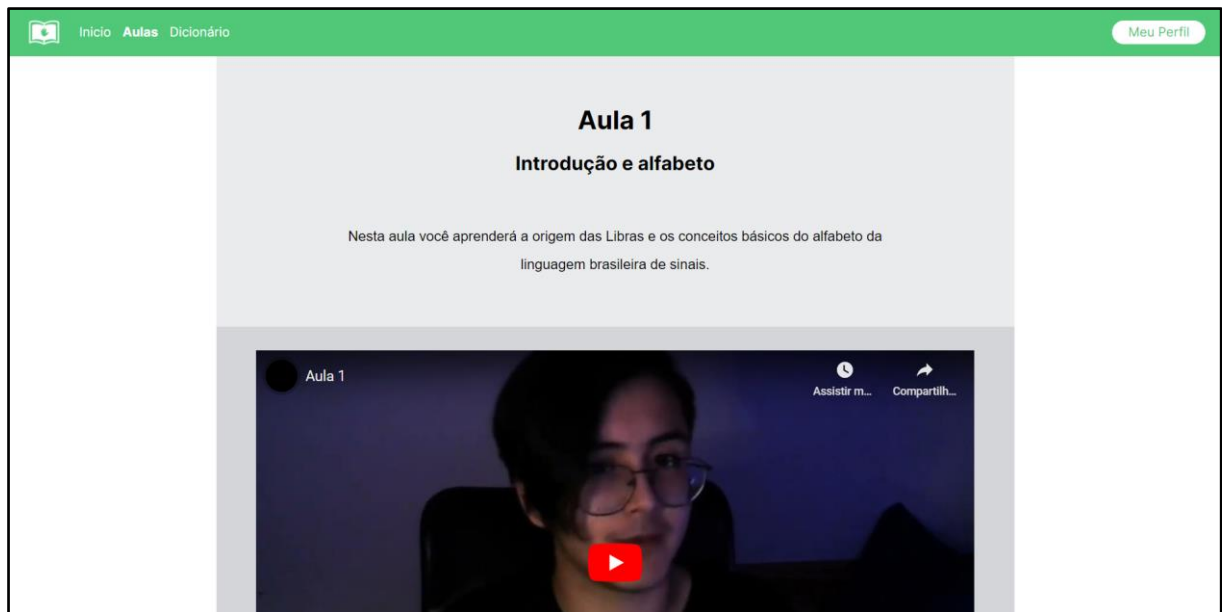 Inicio Aulas Dicionário
Meu Perfil
Aula 1
Introdução e alfabeto
Nesta aula você aprenderá a origem das Libras e os conceitos básicos do alfabeto da
linguagem brasileira de sinais.
Aula 1
Assistir m...
Compartilh...